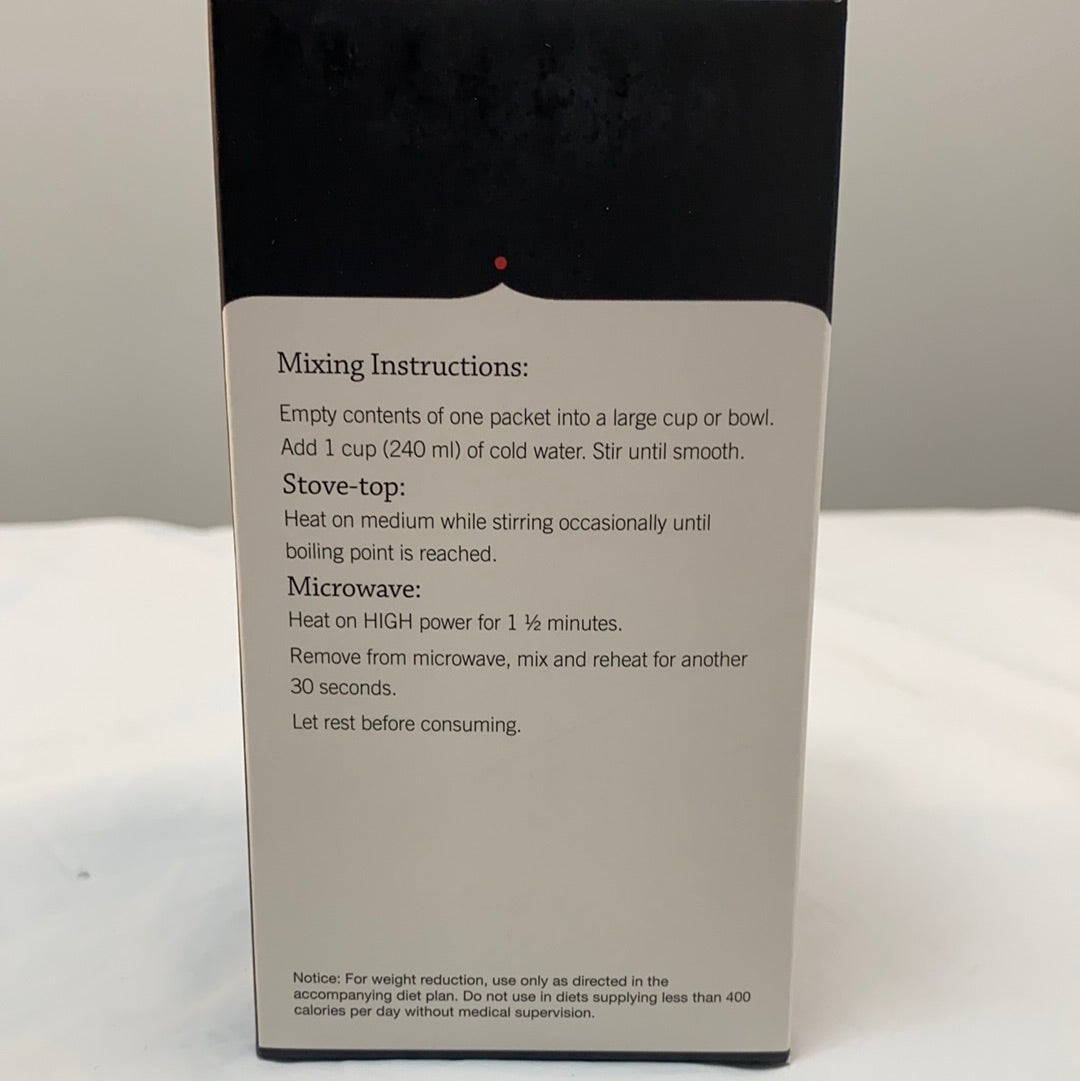 Mixing Instructions:
Empty contents of one packet into a large cup or bowl.
Add 1 cup (240 ml) of cold water. Stir until smooth.
Stove-top:
Heat on medium while stirring occasionally until
boiling point is reached.
Microwave:
Heat on HIGH power for 1 ½ minutes.
Remove from microwave, mix and reheat for another
30 seconds.
Let rest before consuming.
Notice: For weight reduction, use only as directed in the
accompanying diet plan. Do not use in diets supplying less than 400
calories per day without medical supervision.